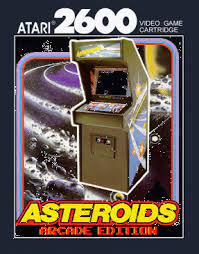 ATARI 2600 VIDEO GAME
CARTRIDGE
ASTEROIDS
ARCADE EDITION